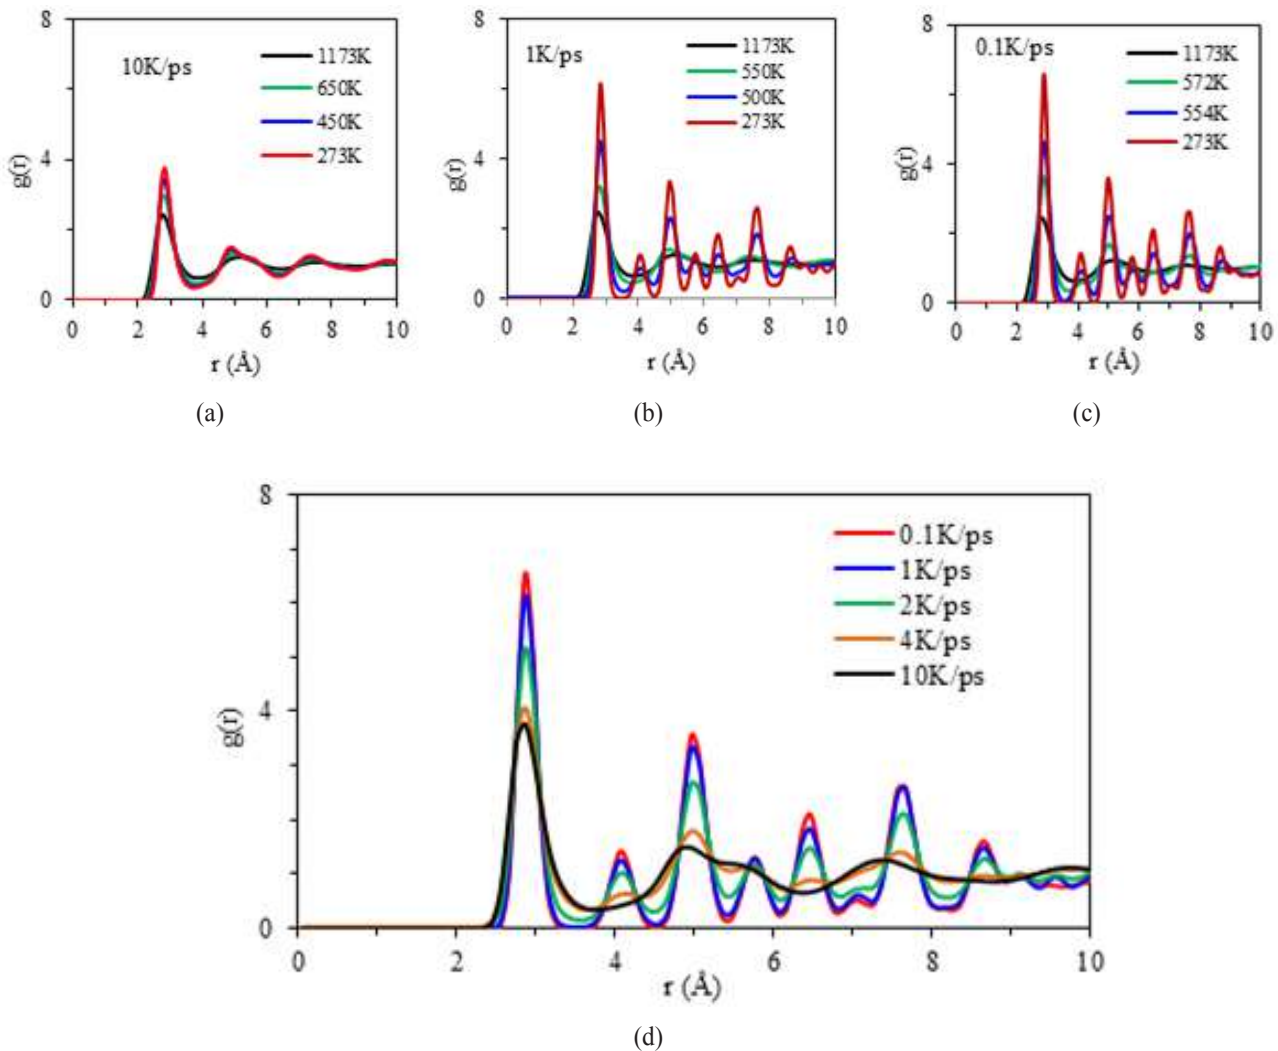 8
10K/ps
1173K
650K
450K
273K
4
g(r)
0
0 2 4 6 8 10
r (Å)
(a)
8
1K/ps
1173K
550K
500K
273K
4
g(r)
0
0 2 4 6 8 10
r (Å)
(b)
8
0.1K/ps
1173K
572K
554K
273K
4
g(r)
0
0 2 4 6 8 10
r (Å)
(c)
8
0.1K/ps
1K/ps
2K/ps
4K/ps
10K/ps
4
g(r)
0
0 2 4 6 8 10
r (Å)
(d)